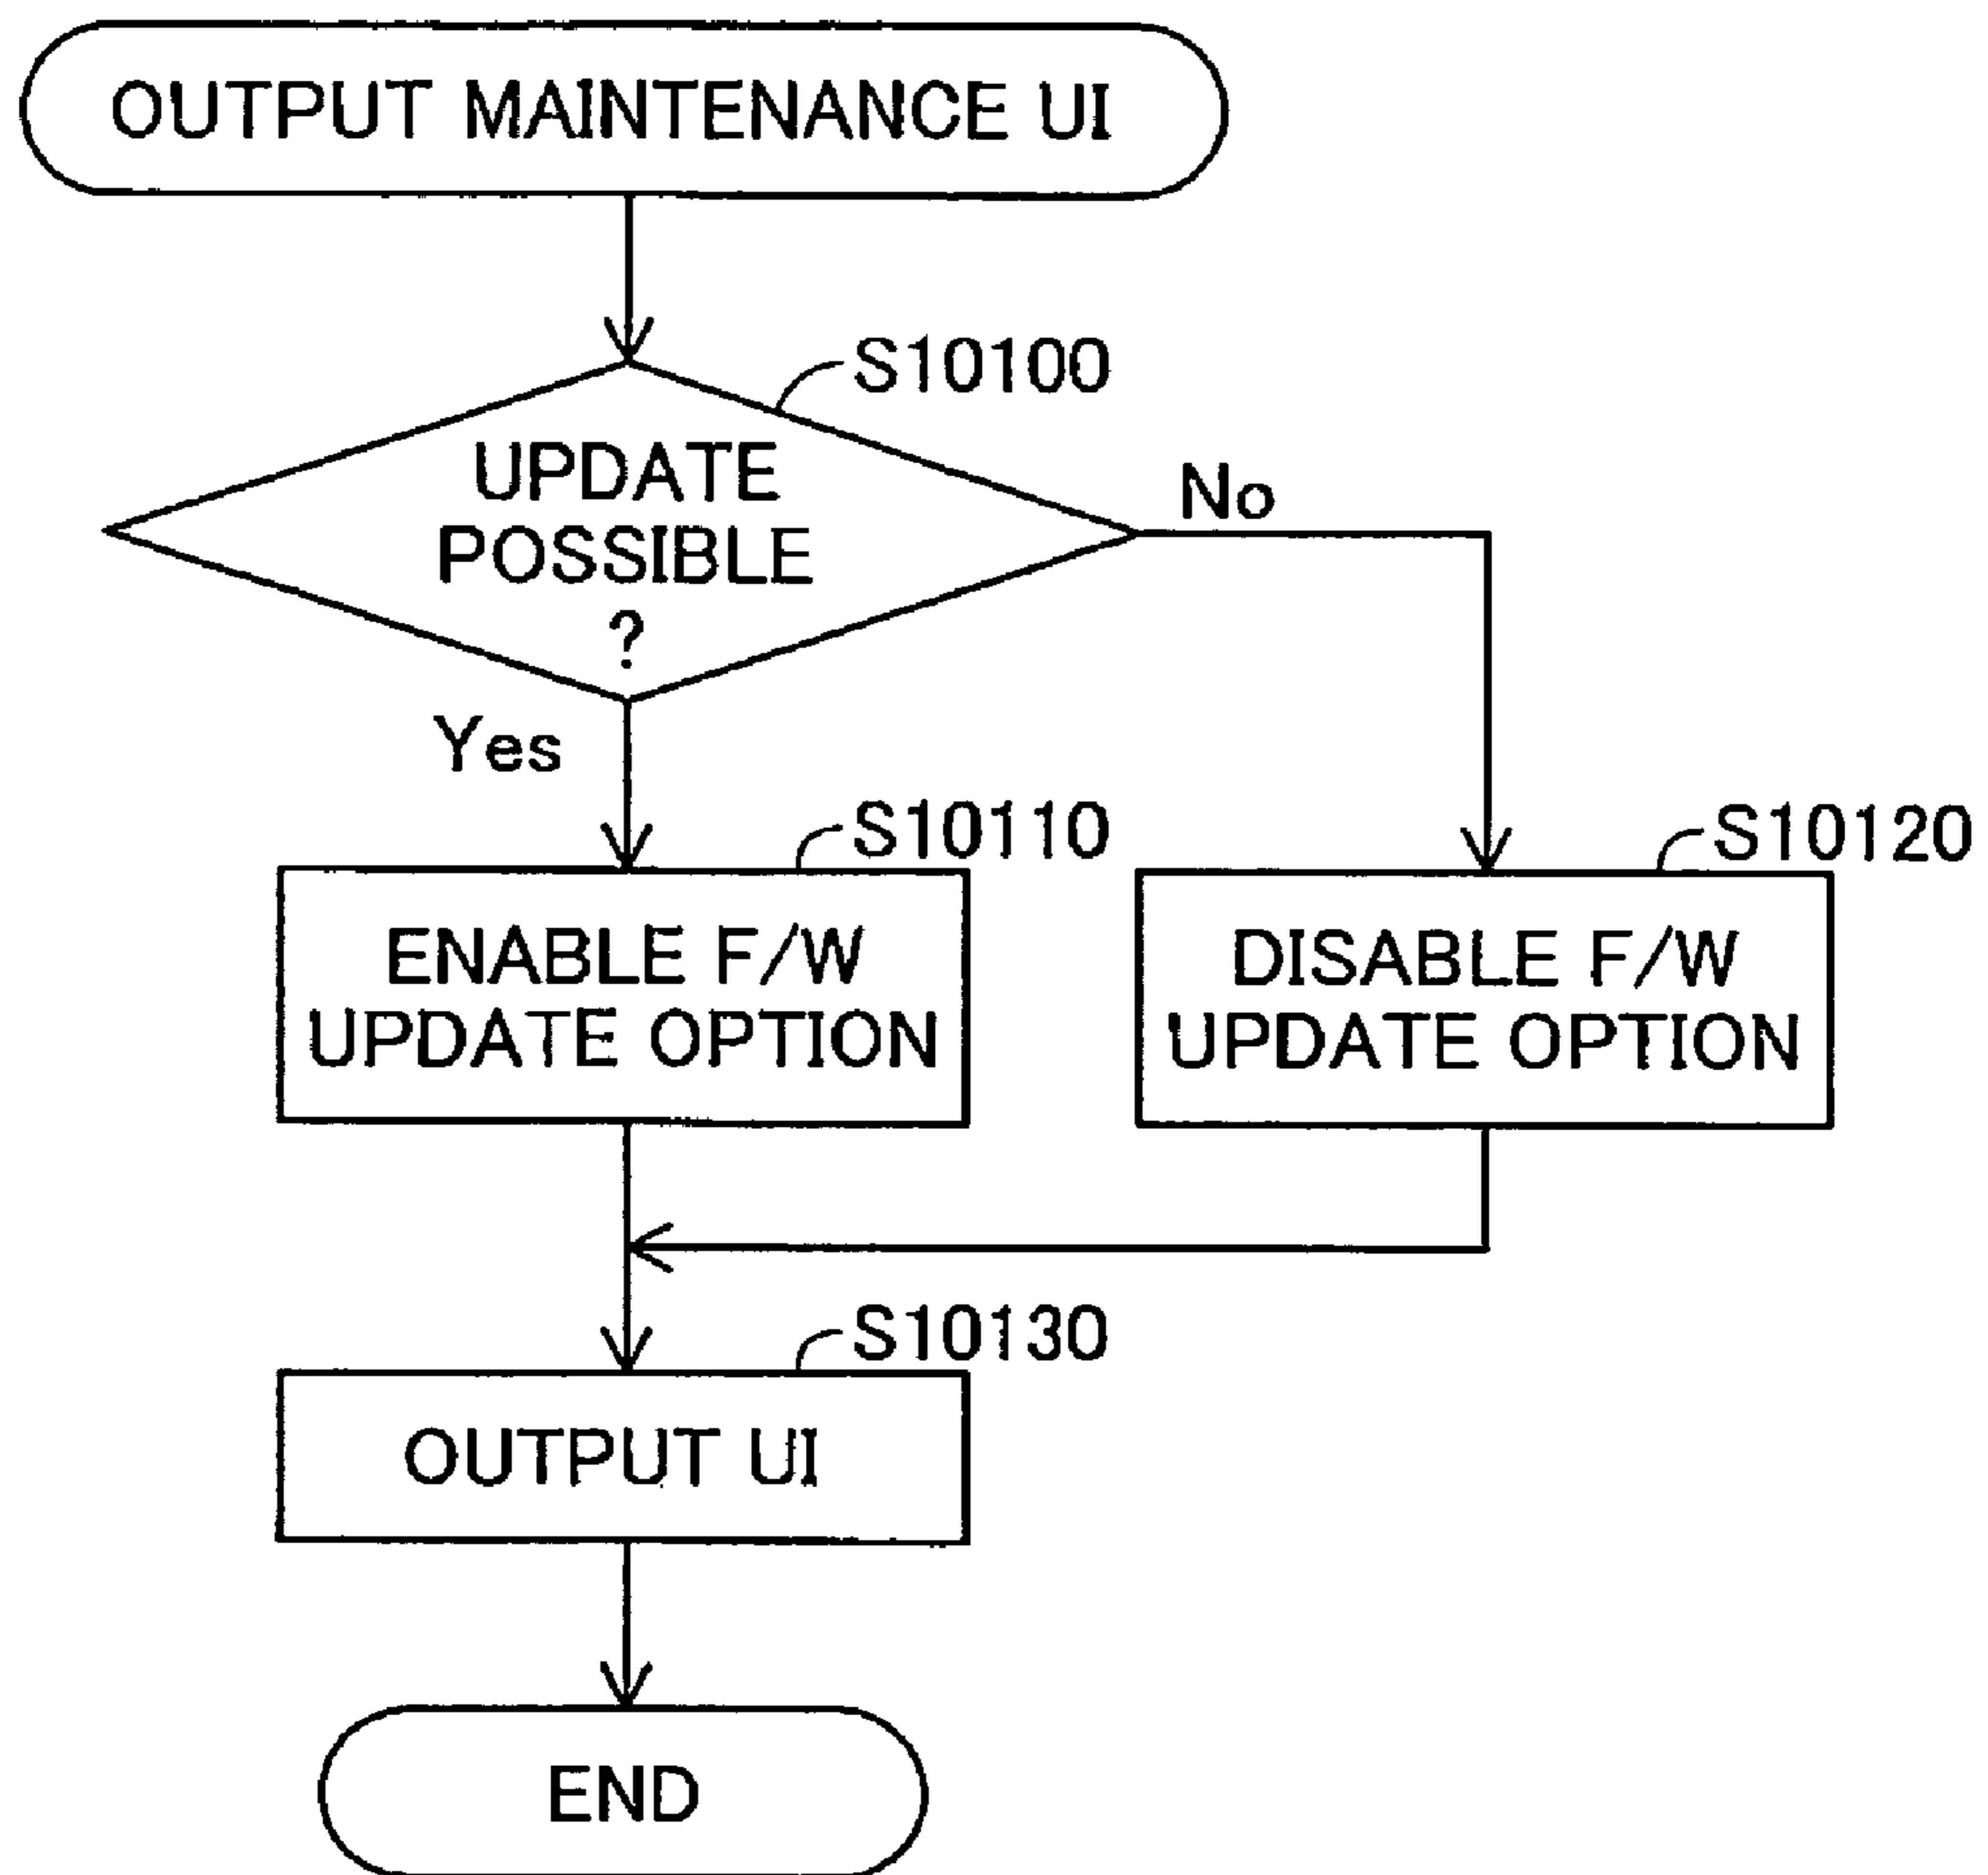 OUTPUT MAINTENANCE UI
S10100
UPDATE
POSSIBLE
?
No
Yes
S10110
S10120
ENABLE F/W
UPDATE OPTION
DISABLE F/W
UPDATE OPTION
S10130
OUTPUT UI
END